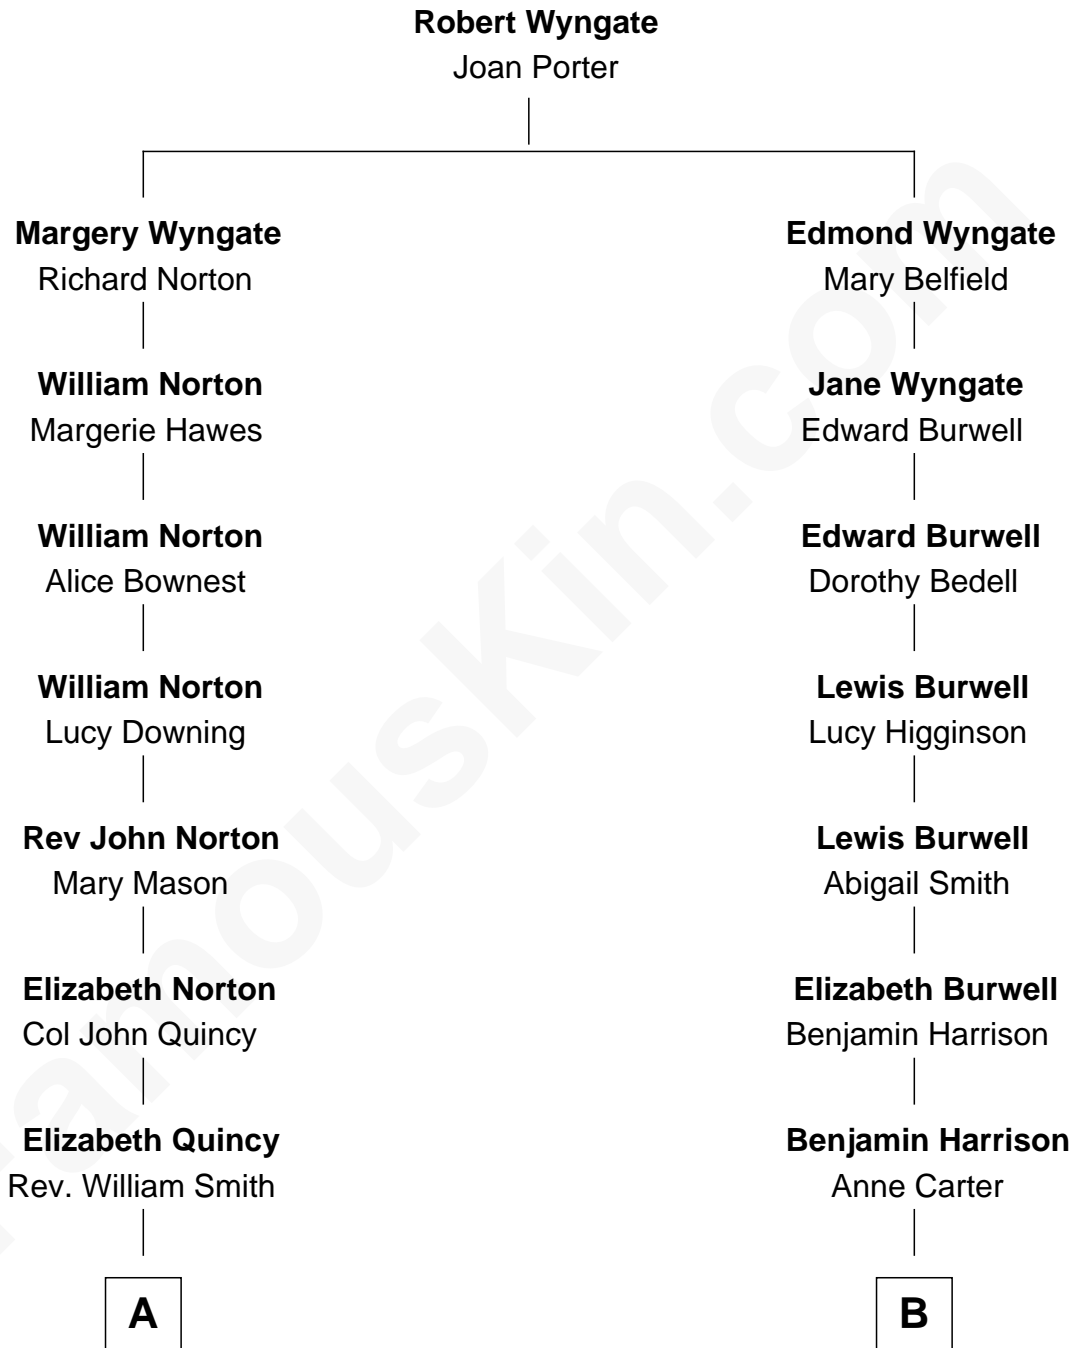 Robert Wyngate
Joan Porter
Margery Wyngate
Richard Norton
William Norton
Margerie Hawes
William Norton
Alice Bownest
William Norton
Lucy Downing
Rev John Norton
Mary Mason
Elizabeth Norton
Col John Quincy
Elizabeth Quincy
Rev. William Smith
A
Edmond Wyngate
Mary Belfield
Jane Wyngate
Edward Burwell
Edward Burwell
Dorothy Bedell
Lewis Burwell
Lucy Higginson
Lewis Burwell
Abigail Smith
Elizabeth Burwell
Benjamin Harrison
Benjamin Harrison
Anne Carter
B
FamousKin.com